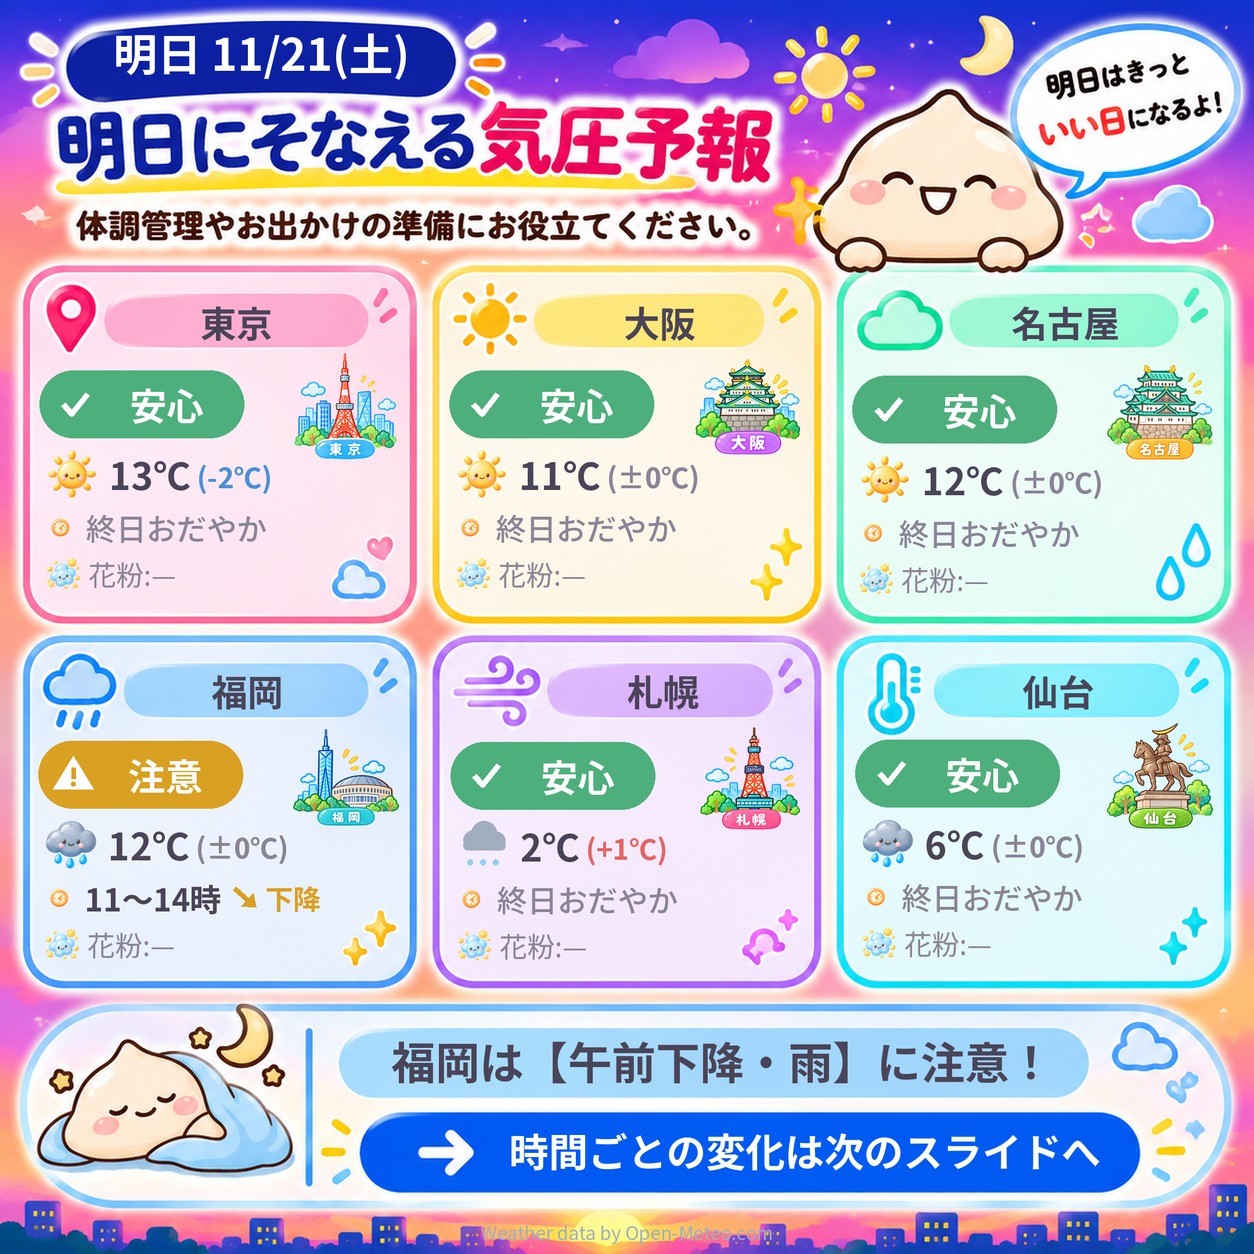 明日 11/21(土)
明日にそなえる気圧予報
体調管理やお出かけの準備にお役立てください。
明日はきっと
いい日になるよ!
東京
安心
東京
13℃ (-2℃)
終日おだやか
花粉:—
大阪
安心
大阪
11℃ (±0℃)
終日おだやか
花粉:—
名古屋
安心
名古屋
12℃ (±0℃)
終日おだやか
花粉:—
福岡
注意
福岡
12℃ (±0℃)
11〜14時 ↘ 下降
花粉:—
札幌
安心
札幌
2℃ (+1℃)
終日おだやか
花粉:—
仙台
安心
仙台
6℃ (±0℃)
終日おだやか
花粉:—
福岡は【午前下降・雨】に注意！
→ 時間ごとの変化は次のスライドへ
Weather data by Open-Meteo.com